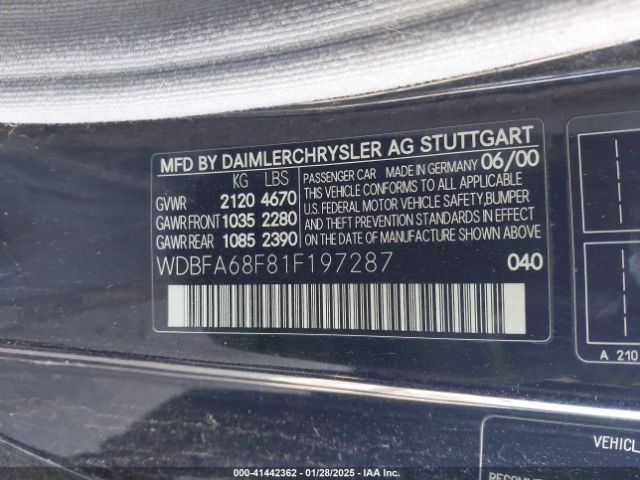 MFD BY DAIMLERCHRYSLER AG STUTTGART
KG LBS
GVWR 2120 4670
GAWR FRONT 1035 2280
GAWR REAR 1085 2390
PASSENGER CAR MADE IN GERMANY 06/00
THIS VEHICLE CONFORMS TO ALL APPLICABLE
U.S. FEDERAL MOTOR VEHICLE SAFETY,BUMPER
AND THEFT PREVENTION STANDARDS IN EFFECT
ON THE DATE OF MANUFACTURE SHOWN ABOVE
WDBFA68F81F197287 040
A 210
VEHICL
000-41442362 - 01/28/2025 - IAA Inc.